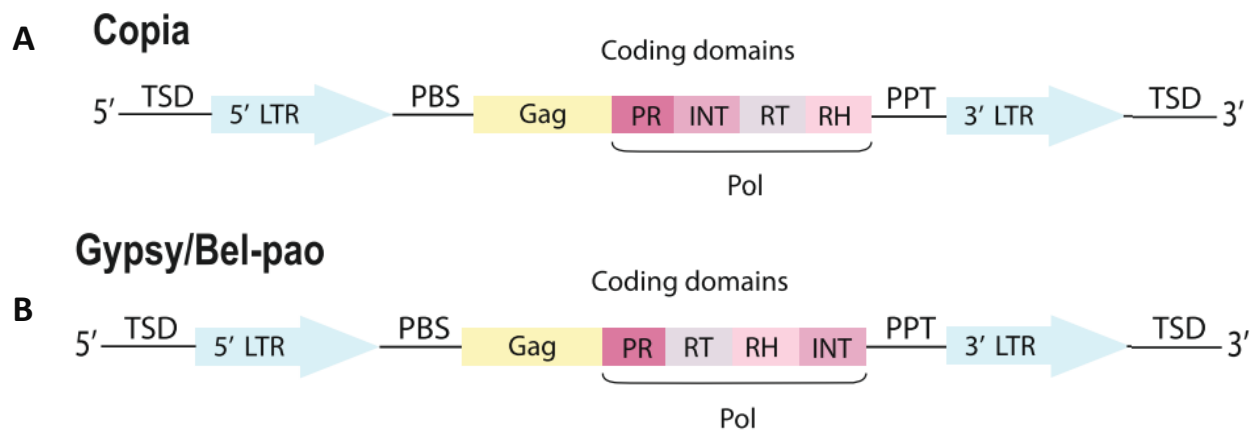 A Copia
Coding domains
5′ TSD 5′ LTR PBS Gag PR INT RT RH PPT 3′ LTR TSD 3′
Pol
Gypsy/Bel-pao
Coding domains
B
5′ TSD 5′ LTR PBS Gag PR RT RH INT PPT 3′ LTR TSD 3′
Pol